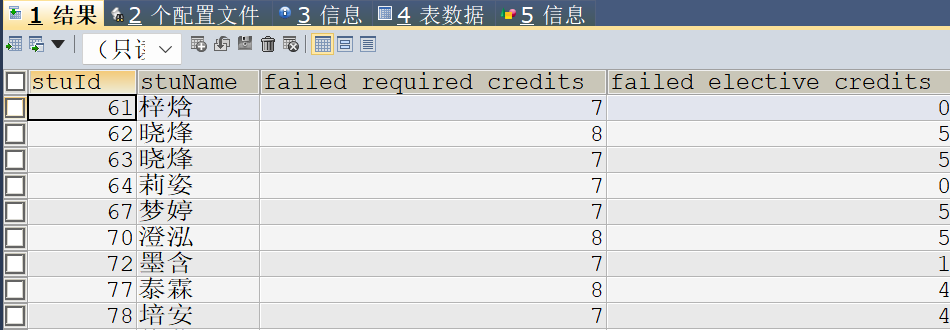 1 结果 2 个配置文件 3 信息 4 表数据 5 信息
（只读
stuId stuName failed required credits failed elective credits
61 梓焓 7 0
62 晓烽 8 5
63 晓烽 7 5
64 莉姿 7 0
67 梦婷 7 5
70 澄泓 8 5
72 墨含 7 1
77 泰霖 8 4
78 培安 7 4